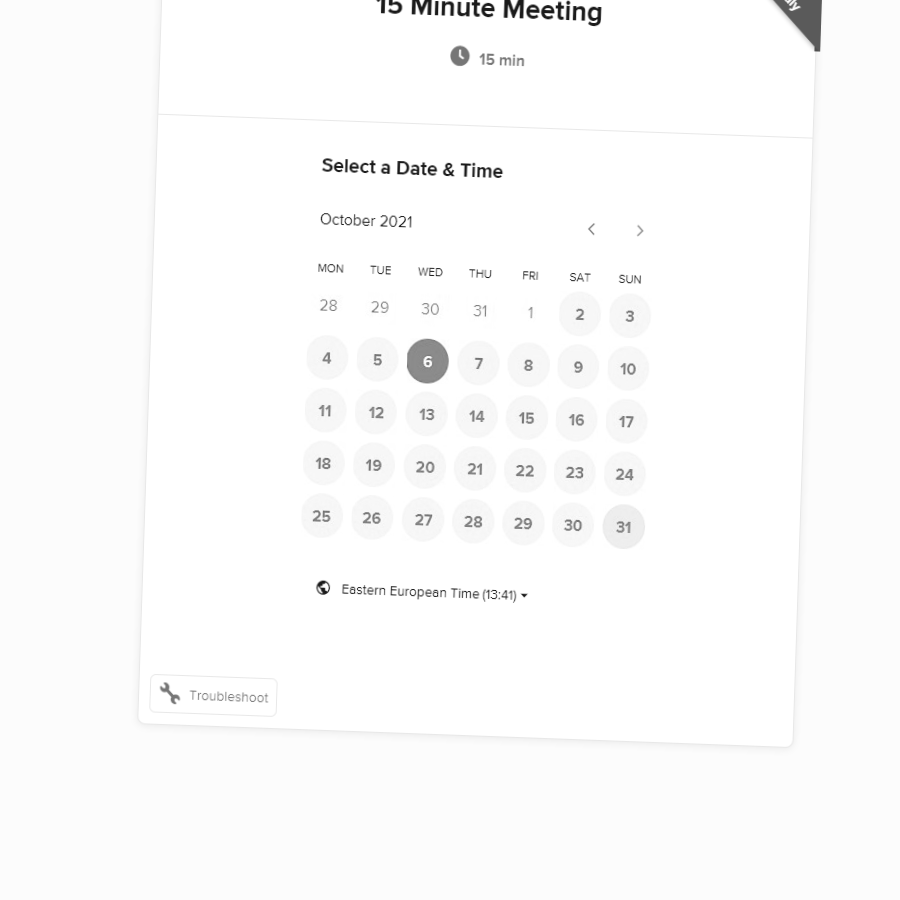 15 Minute Meeting
15 min
Select a Date & Time
October 2021
MON TUE WED THU FRI SAT SUN
28 29 30 31 1 2 3
4 5 6 7 8 9 10
11 12 13 14 15 16 17
18 19 20 21 22 23 24
25 26 27 28 29 30 31
Eastern European Time (13:41)
Troubleshoot